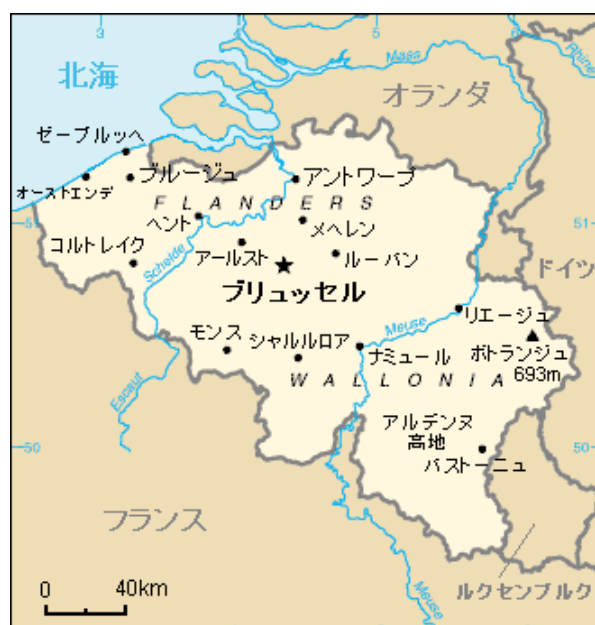 3
4
5
6
Maas
Rhine
北海
オランダ
ゼーブルッヘ
オーストエンデ
ブルージュ
アントワープ
FLANDERS
51
51
ヘント
メヘレン
コルトレイク
アールスト
ルーバン
ドイツ
Schelde
ブリュッセル
リエージュ
モンス
シャルルロア
Meuse
ナミュール
ボトランジュ
693m
WALLONIA
Escaut
アルデンヌ
高地
50
50
バストーニュ
フランス
ルクセンブルク
Meuse
0
40km